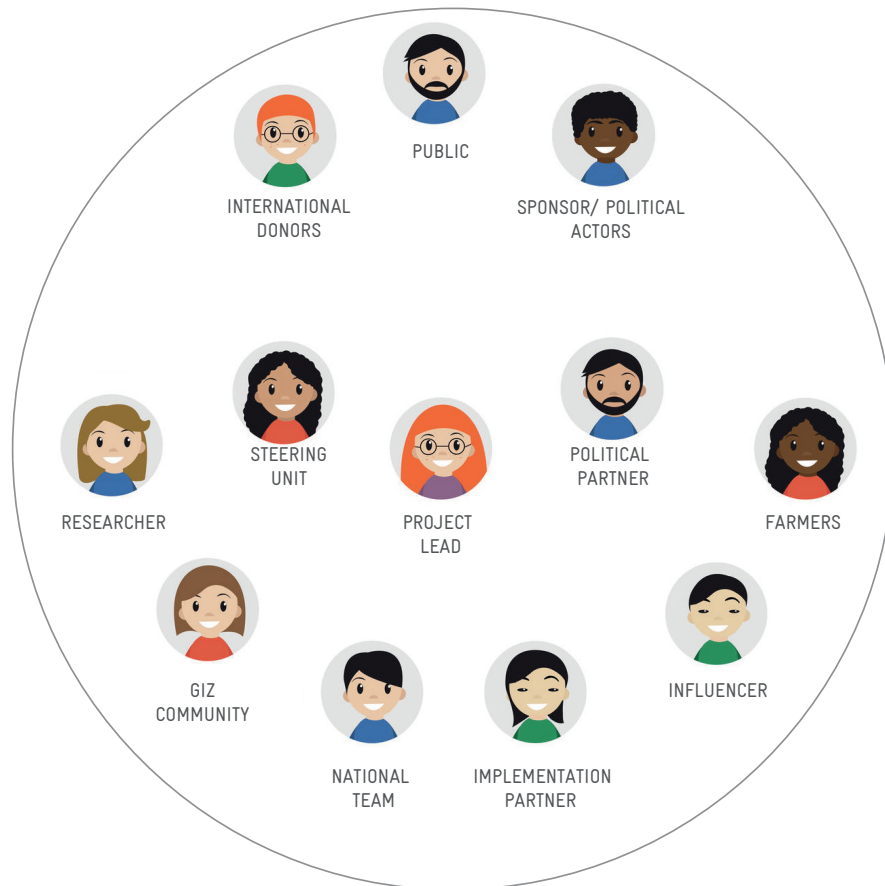 PUBLIC
INTERNATIONAL
DONORS
SPONSOR/ POLITICAL
ACTORS
STEERING
UNIT
POLITICAL
PARTNER
RESEARCHER
PROJECT
LEAD
FARMERS
GIZ
COMMUNITY
INFLUENCER
NATIONAL
TEAM
IMPLEMENTATION
PARTNER